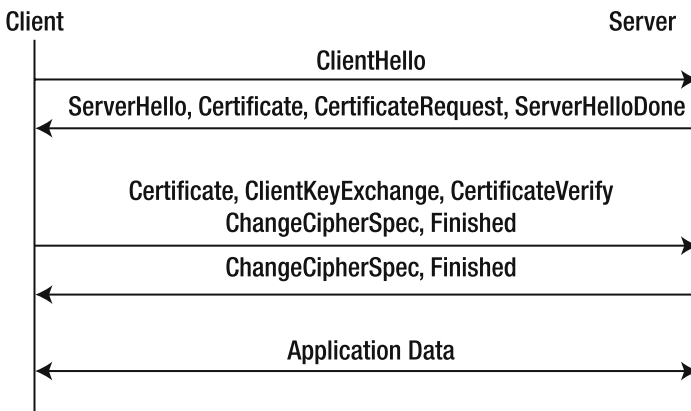 Client
Server
ClientHello
ServerHello, Certificate, CertificateRequest, ServerHelloDone
Certificate, ClientKeyExchange, CertificateVerify
ChangeCipherSpec, Finished
ChangeCipherSpec, Finished
Application Data